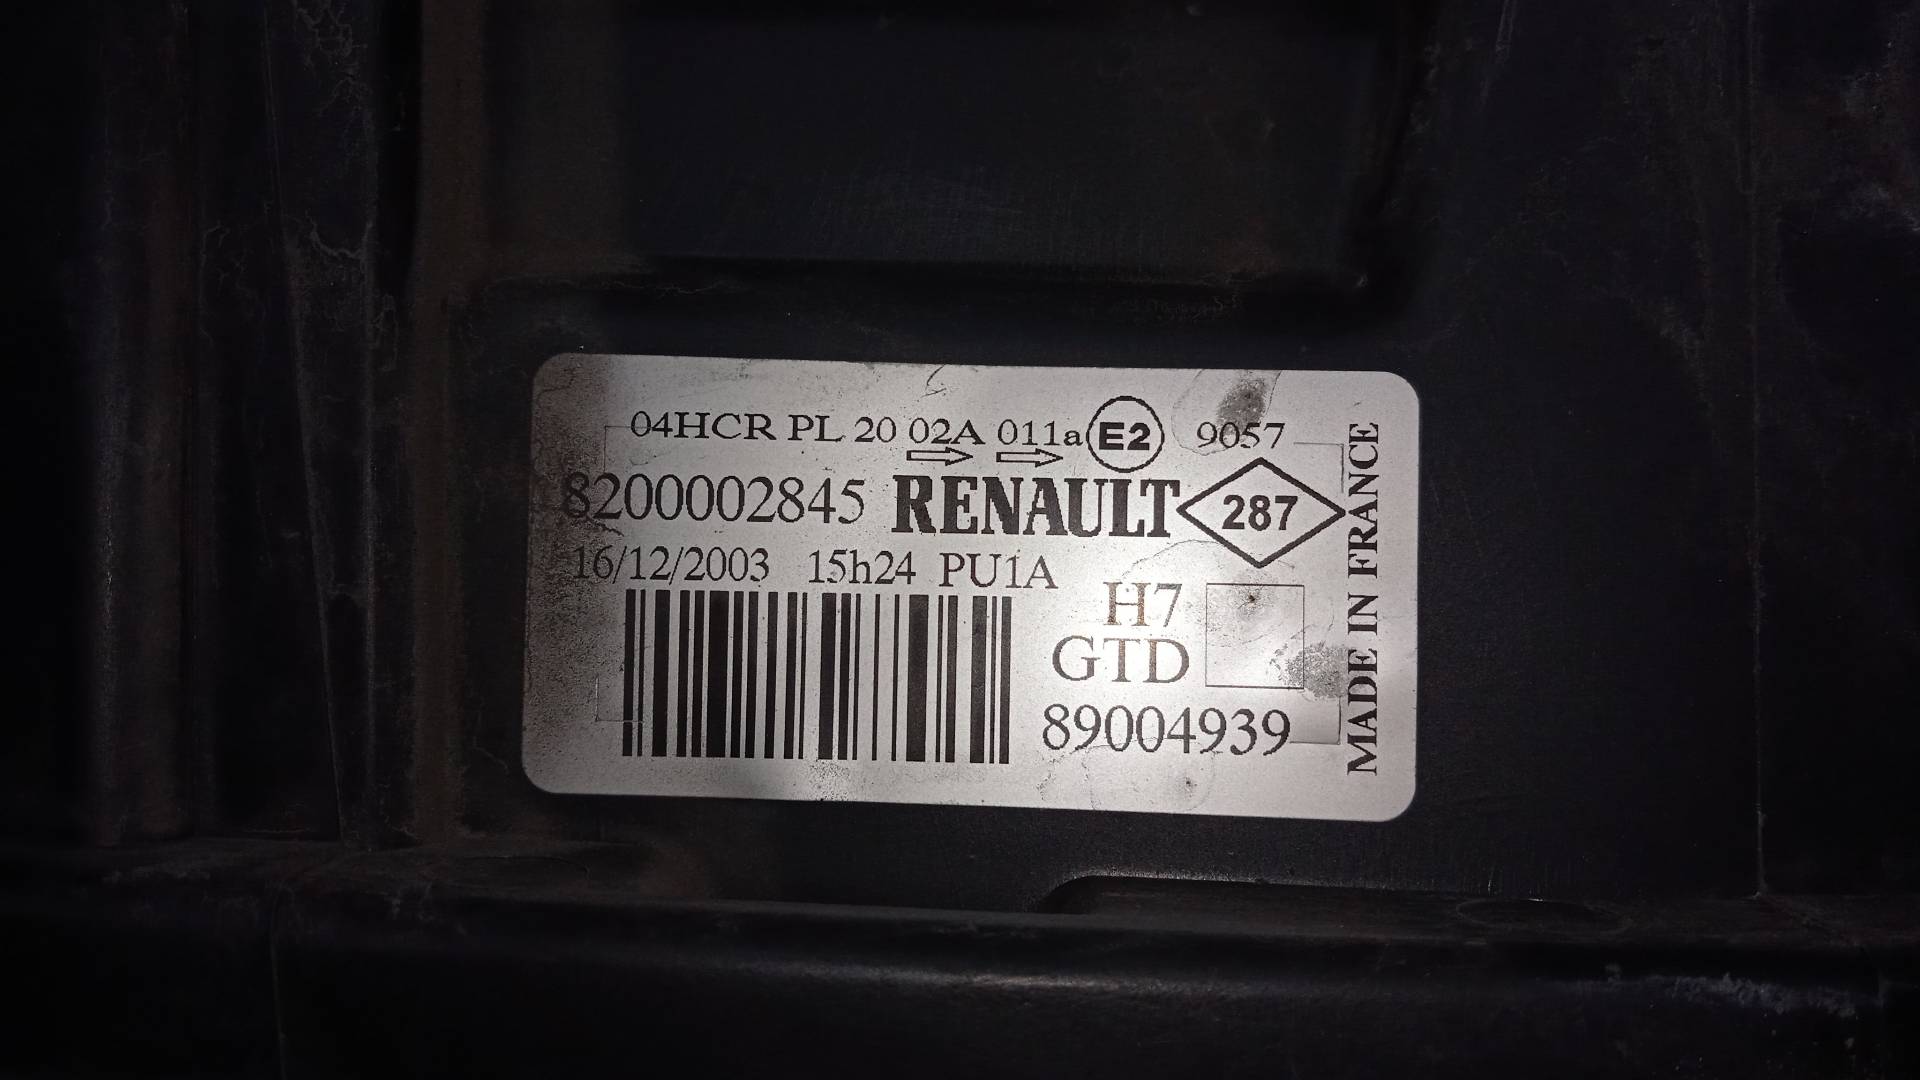 04HCR PL 20 02A 011a E2 9057
8200002845 RENAULT 287
16/12/2003 15h24 PU1A
H7
GTD
89004939
MADE IN FRANCE